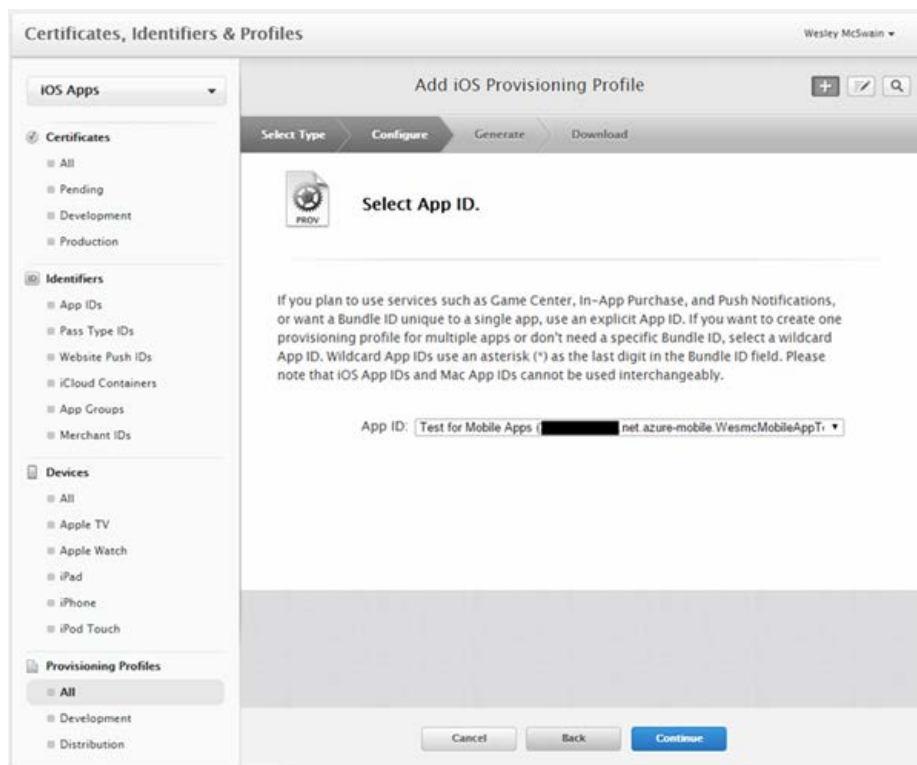 Certificates, Identifiers & Profiles
Wesley McSwain
iOS Apps
Certificates
All
Pending
Development
Production
Identifiers
App IDs
Pass Type IDs
Website Push IDs
iCloud Containers
App Groups
Merchant IDs
Devices
All
Apple TV
Apple Watch
iPad
iPhone
iPod Touch
Provisioning Profiles
All
Development
Distribution
Add iOS Provisioning Profile
Select Type
Configure
Generate
Download
PROV
Select App ID.
If you plan to use services such as Game Center, In-App Purchase, and Push Notifications,
or want a Bundle ID unique to a single app, use an explicit App ID. If you want to create one
provisioning profile for multiple apps or don't need a specific Bundle ID, select a wildcard
App ID. Wildcard App IDs use an asterisk (*) as the last digit in the Bundle ID field. Please
note that iOS App IDs and Mac App IDs cannot be used interchangeably.
App ID: Test for Mobile Apps ( net.azure-mobile.WesmcMobileAppT
Cancel
Back
Continue